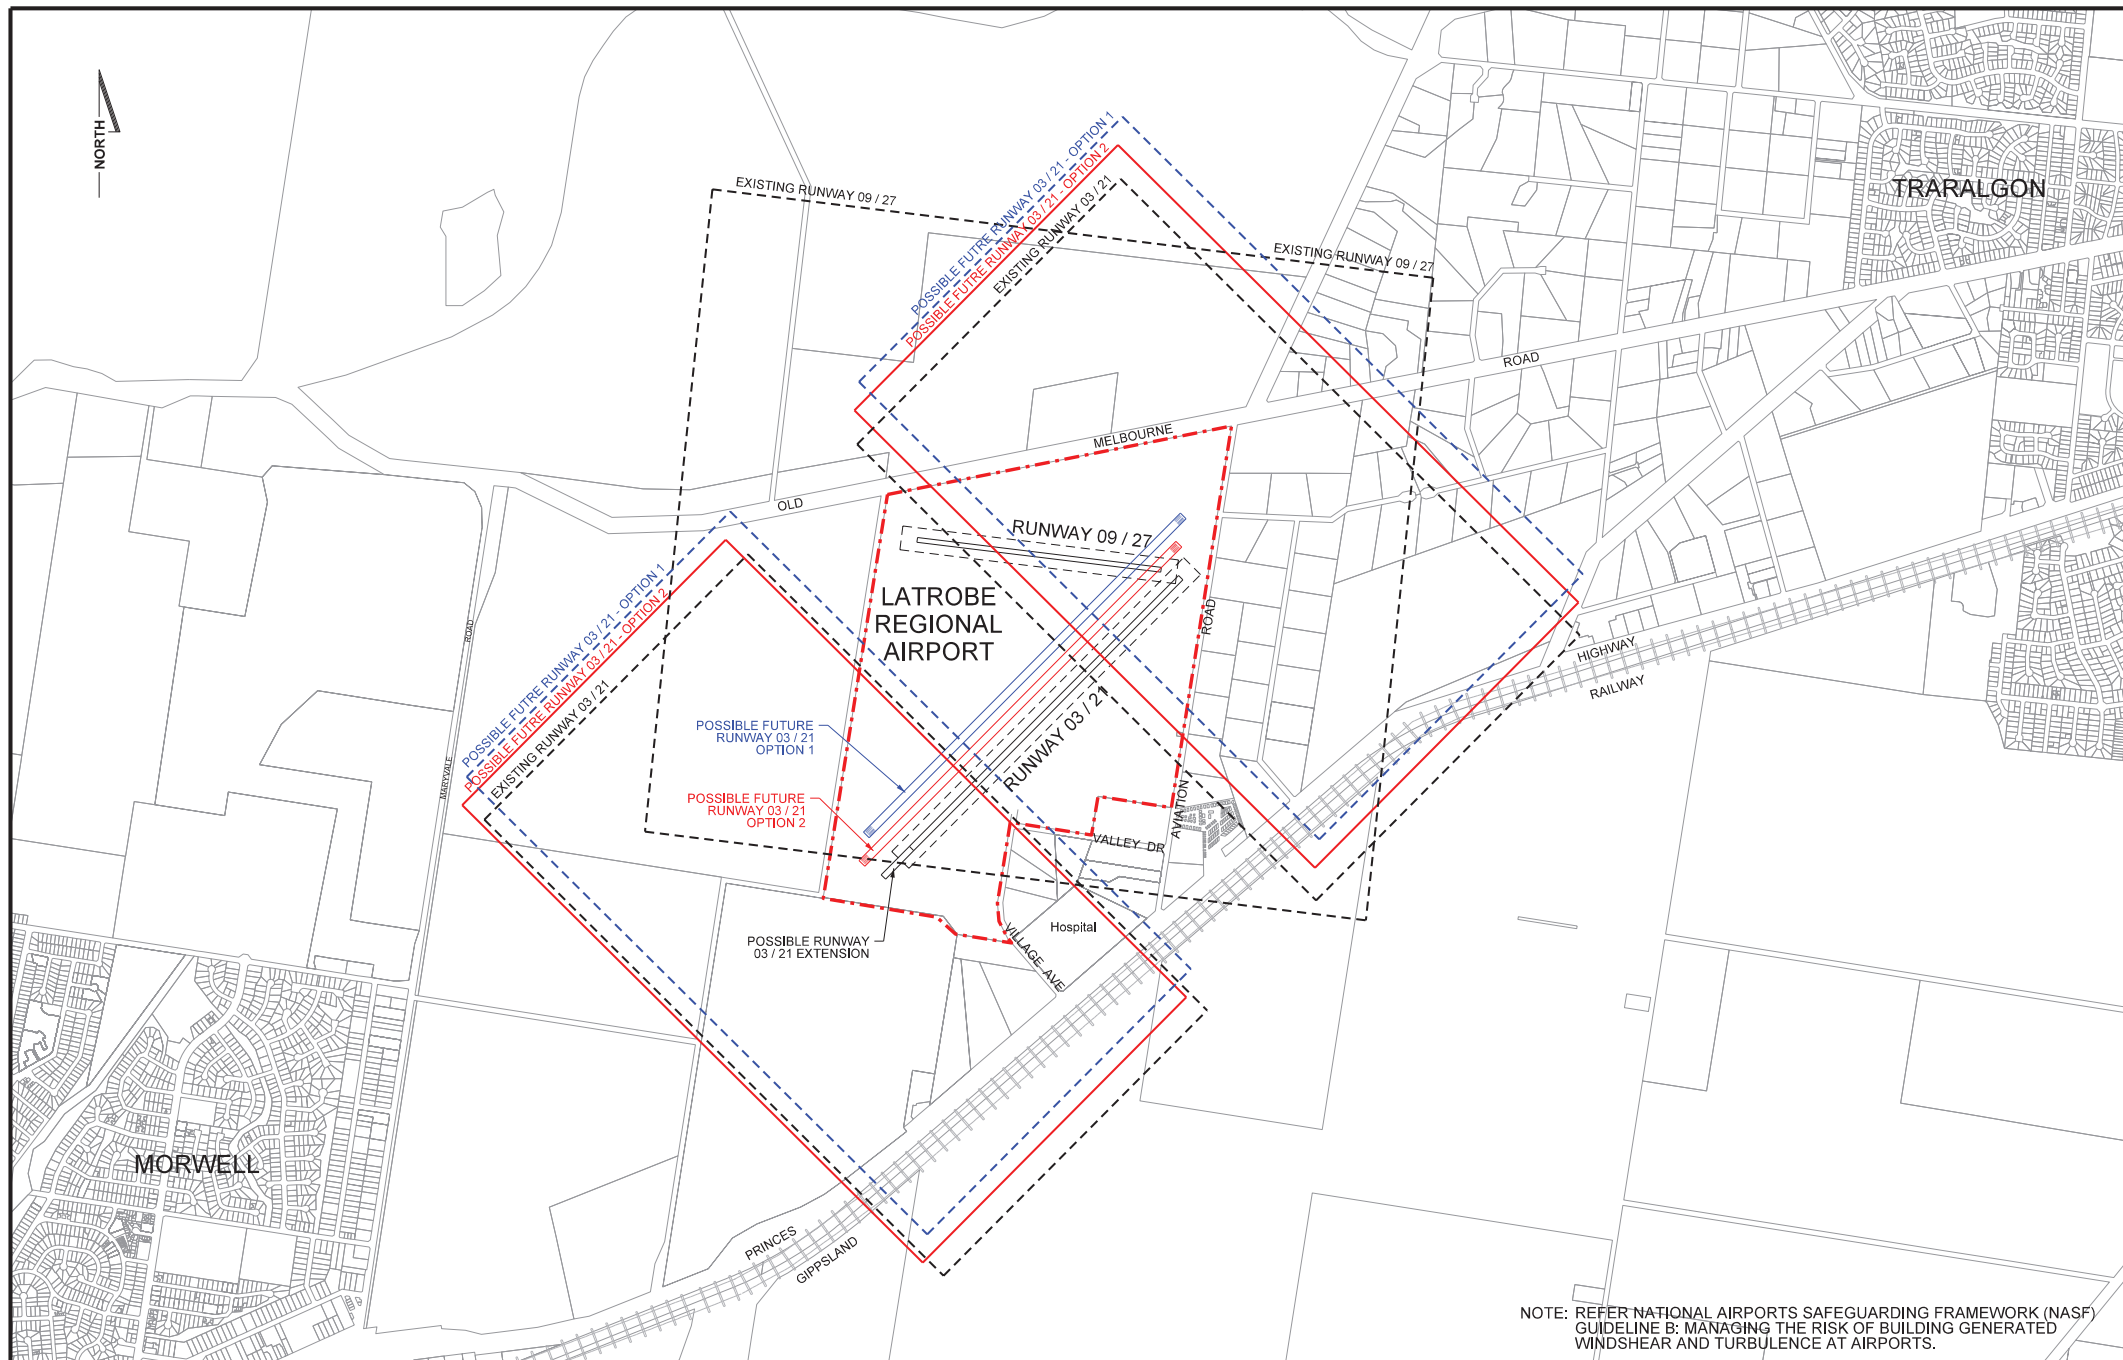 NORTH
TRARALGON
EXISTING RUNWAY 09 / 27
POSSIBLE FUTRE RUNWAY 03 / 21 - OPTION 1
POSSIBLE FUTRE RUNWAY 03 / 21 - OPTION 2
EXISTING RUNWAY 03 / 21
EXISTING RUNWAY 09 / 27
ROAD
MELBOURNE
OLD
RUNWAY 09 / 27
LATROBE
REGIONAL
AIRPORT
ROAD
ROAD
MARYVALE
POSSIBLE FUTRE RUNWAY 03 / 21 - OPTION 1
POSSIBLE FUTRE RUNWAY 03 / 21 - OPTION 2
EXISTING RUNWAY 03 / 21
HIGHWAY
RAILWAY
POSSIBLE FUTURE
RUNWAY 03 / 21
OPTION 1
RUNWAY 03 / 21
POSSIBLE FUTURE
RUNWAY 03 / 21
OPTION 2
AVIATION
VALLEY DR
Hospital
VILLAGE AVE
POSSIBLE RUNWAY
03 / 21 EXTENSION
MORWELL
PRINCES
GIPPSLAND
NOTE: REFER NATIONAL AIRPORTS SAFEGUARDING FRAMEWORK (NASF)
GUIDELINE B: MANAGING THE RISK OF BUILDING GENERATED
WINDSHEAR AND TURBULENCE AT AIRPORTS.